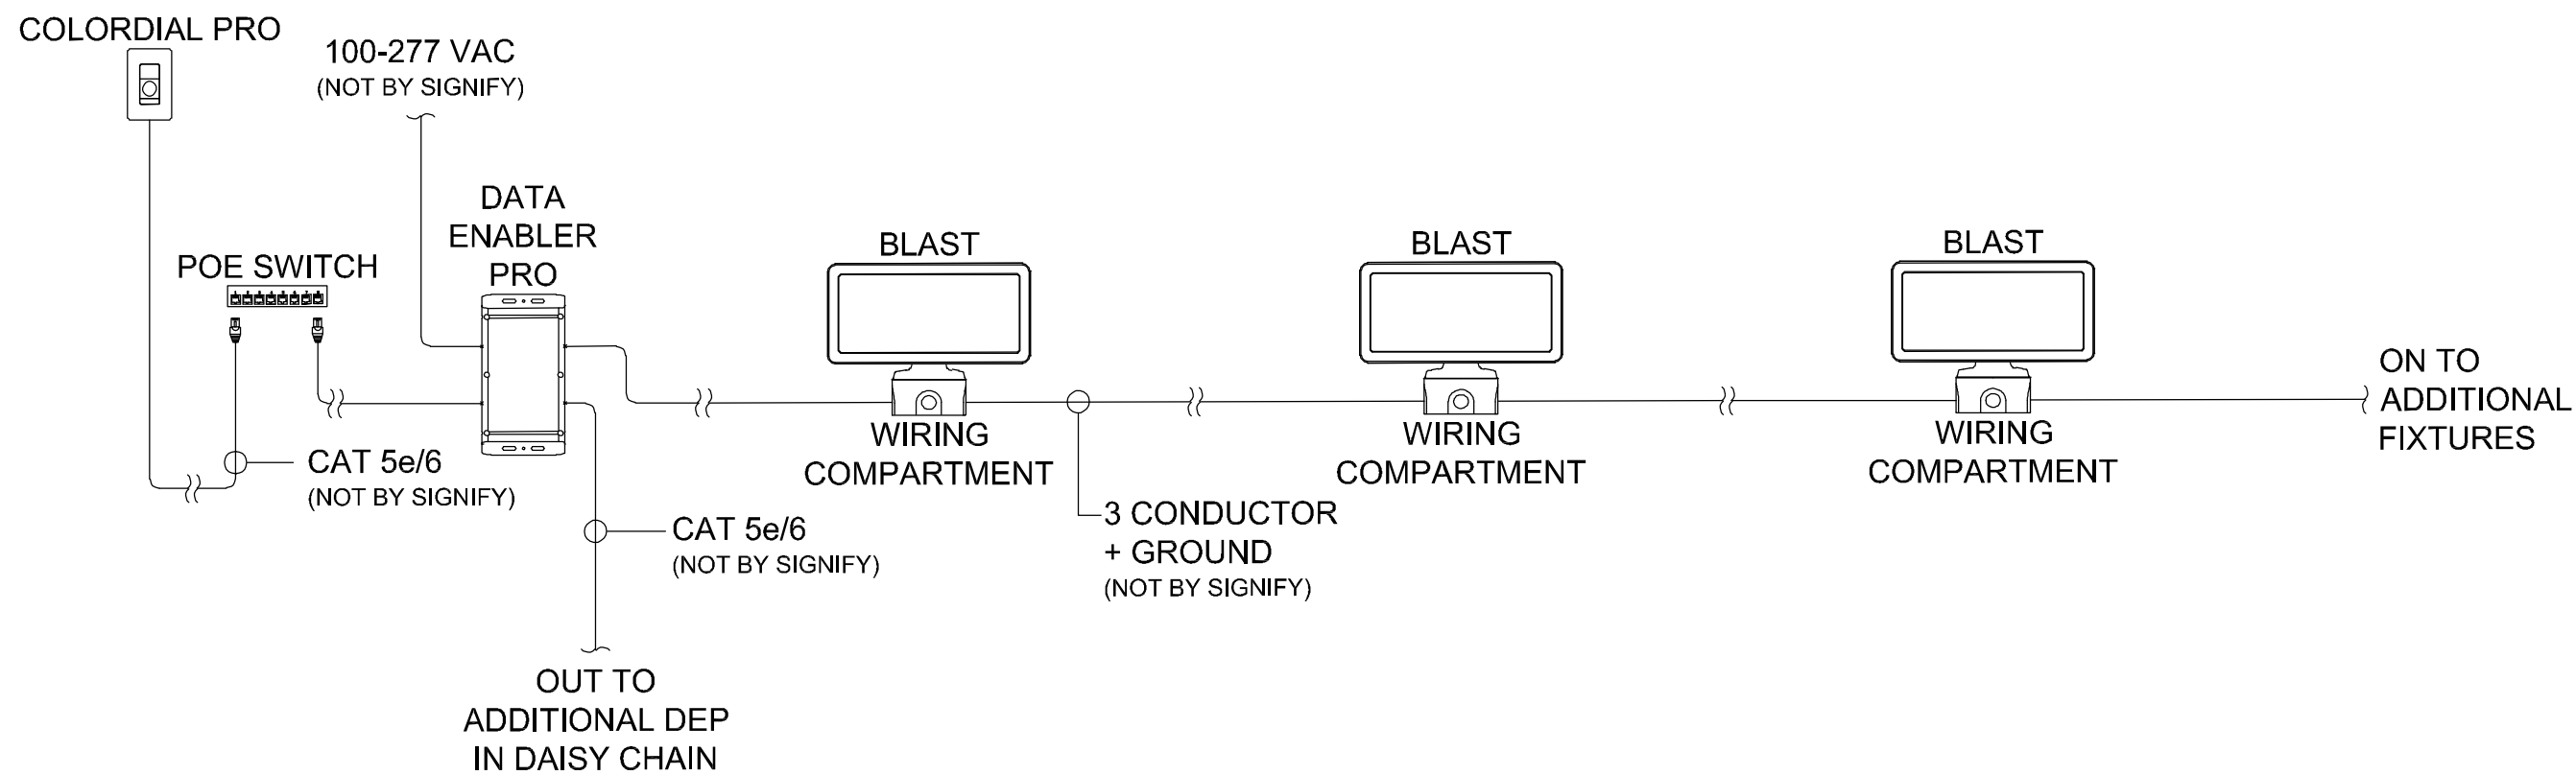 COLORDIAL PRO
100-277 VAC
(NOT BY SIGNIFY)
DATA
ENABLER
PRO
POE SWITCH
CAT 5e/6
(NOT BY SIGNIFY)
CAT 5e/6
(NOT BY SIGNIFY)
OUT TO
ADDITIONAL DEP
IN DAISY CHAIN
BLAST
WIRING
COMPARTMENT
3 CONDUCTOR
+ GROUND
(NOT BY SIGNIFY)
BLAST
WIRING
COMPARTMENT
BLAST
WIRING
COMPARTMENT
ON TO
ADDITIONAL
FIXTURES